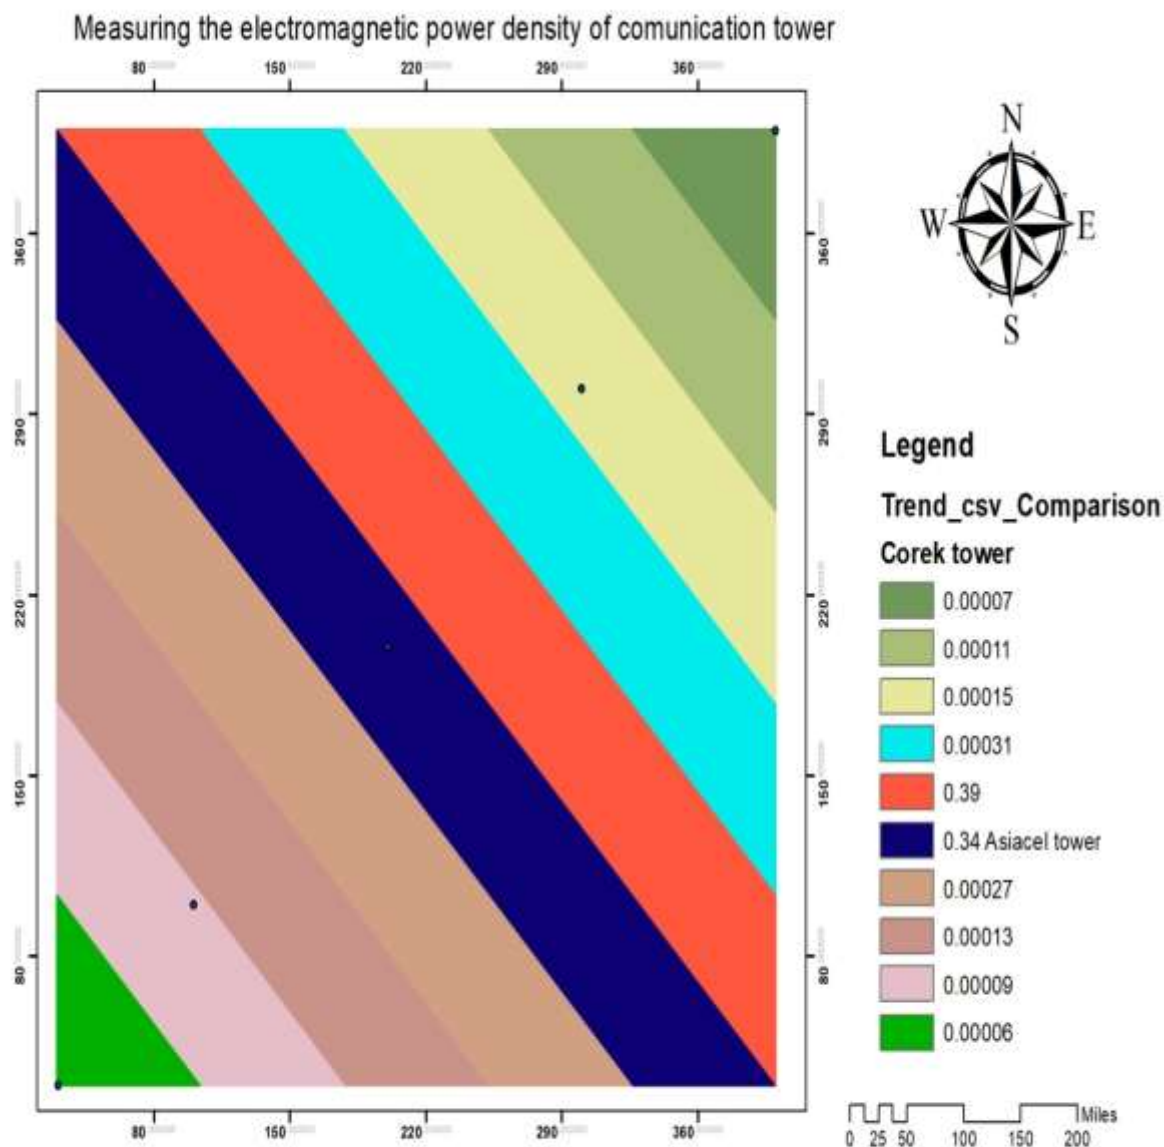 Measuring the electromagnetic power density of comunication tower
80 150 220 290 360
N
W E
S
360 360
290 290
220 220
150 150
80 80
80 150 220 290 360
Legend
Trend_csv_Comparison
Corek tower
0.00007
0.00011
0.00015
0.00031
0.39
0.34 Asiacel tower
0.00027
0.00013
0.00009
0.00006
Miles
0 25 50 100 150 200